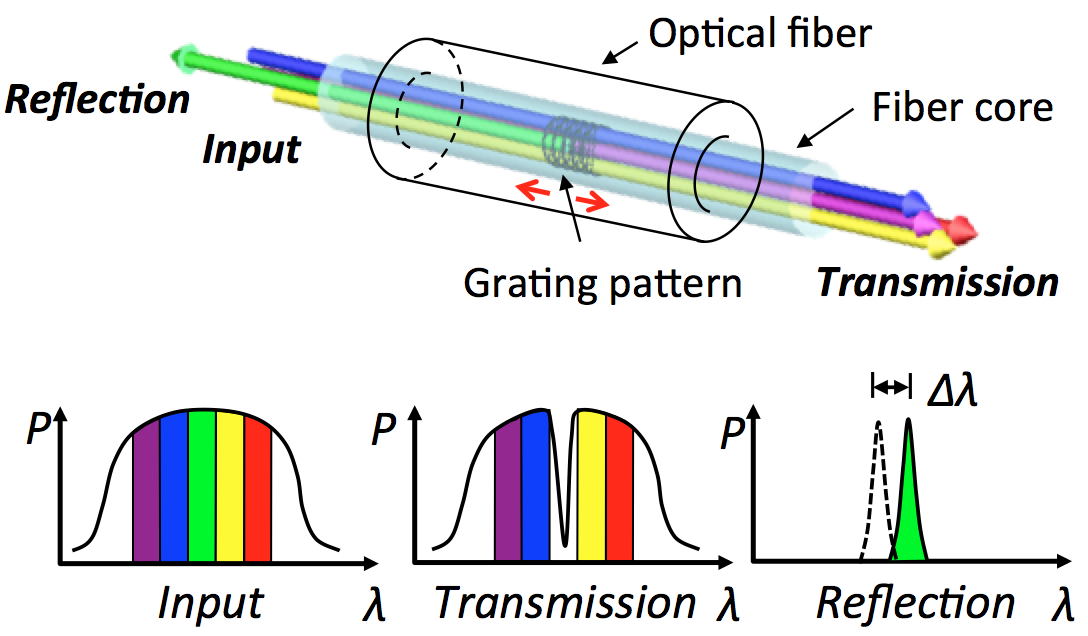 Optical fiber
Reflection
Fiber core
Input
Grating pattern
Transmission
P
P
P
Δλ
Input
λ
Transmission
λ
Reflection
λ